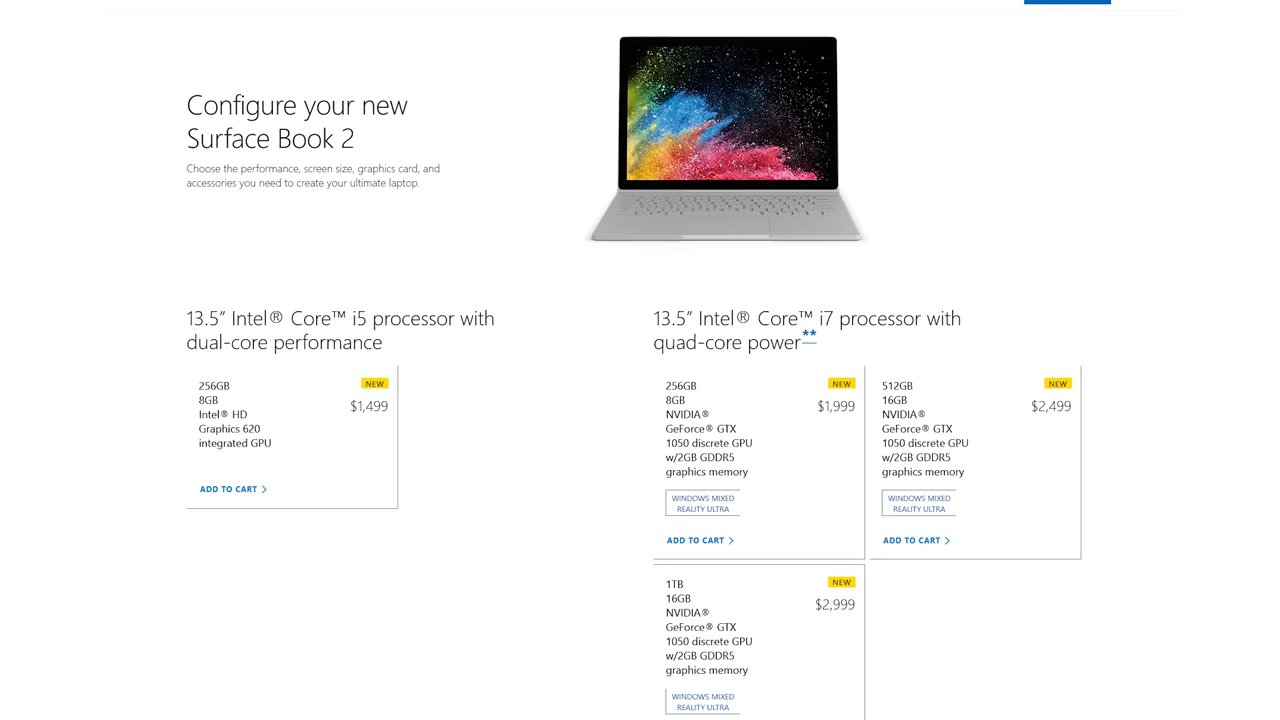 Configure your new
Surface Book 2
Choose the performance, screen size, graphics card, and
accessories you need to create your ultimate laptop.
13.5” Intel® Core™ i5 processor with
dual-core performance
256GB
NEW
8GB
$1,499
Intel® HD
Graphics 620
integrated GPU
ADD TO CART >
13.5” Intel® Core™ i7 processor with
quad-core power**
256GB
NEW
8GB
$1,999
NVIDIA®
GeForce® GTX
1050 discrete GPU
w/2GB GDDR5
graphics memory
WINDOWS MIXED
REALITY ULTRA
ADD TO CART >
512GB
NEW
16GB
$2,499
NVIDIA®
GeForce® GTX
1050 discrete GPU
w/2GB GDDR5
graphics memory
WINDOWS MIXED
REALITY ULTRA
ADD TO CART >
1TB
NEW
16GB
$2,999
NVIDIA®
GeForce® GTX
1050 discrete GPU
w/2GB GDDR5
graphics memory
WINDOWS MIXED
REALITY ULTRA